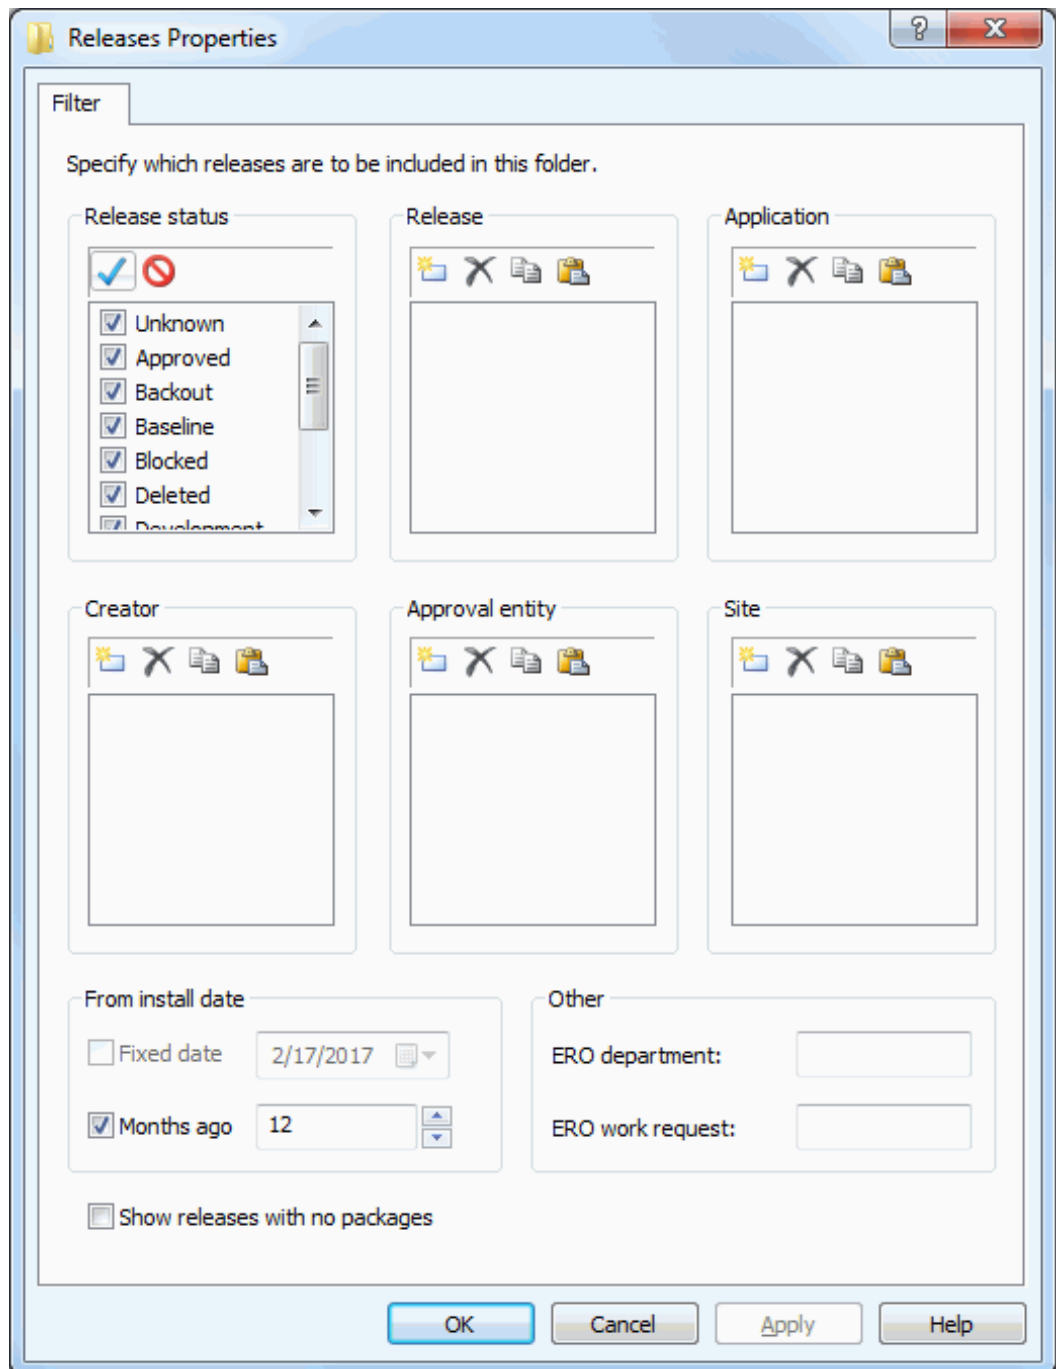 Releases Properties
Filter
Specify which releases are to be included in this folder.
Release status
Release
Application
Unknown
Approved
Backout
Baseline
Blocked
Deleted
Development
Creator
Approval entity
Site
From install date
Other
Fixed date 2/17/2017
ERO department:
Months ago 12
ERO work request:
Show releases with no packages
OK Cancel Apply Help